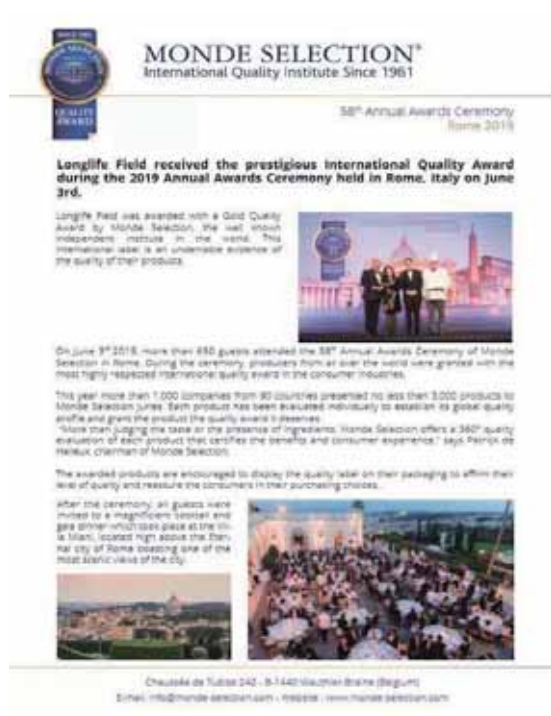 SINCE 1961
MONDE SELECTION
QUALITY
AWARD
MONDE SELECTION®
International Quality Institute Since 1961
58th Annual Awards Ceremony
Rome 2019
Longlife Field received the prestigious International Quality Award
during the 2019 Annual Awards Ceremony held in Rome, Italy on June
3rd.
Longlife Field was awarded with a Gold Quality
Award by Monde Selection, the well known
independent institute in the world. This
international label is an undeniable evidence of
the quality of their products.
On June 3rd 2019, more than 650 guests attended the 58th Annual Awards Ceremony of Monde
Selection in Rome. During the ceremony, producers from all over the world were granted with the
most highly respected international quality award in the consumer industries.
This year more than 1,000 companies from 90 countries presented no less than 3,000 products to
Monde Selection juries. Each product has been evaluated individually to establish its global quality
profile and grant the product the quality award it deserves.
"More than judging the taste or the presence of ingredients, Monde Selection offers a 360° quality
evaluation of each product that certifies the benefits and consumer experience," says Patrick de
Halleux, chairman of Monde Selection.
The awarded products are encouraged to display the quality label on their packaging to affirm their
level of quality and reassure the consumers in their purchasing choices.
After the ceremony, all guests were
invited to a magnificent cocktail and
gala dinner which took place at the Vil-
la Miani, located high above the Eter-
nal city of Rome boasting one of the
most scenic views of the city.
Chaussée de Tubize 242 - B-1440 Wauthier Braine (Belgium)
E-mail: info@monde-selection.com - Website: www.monde-selection.com